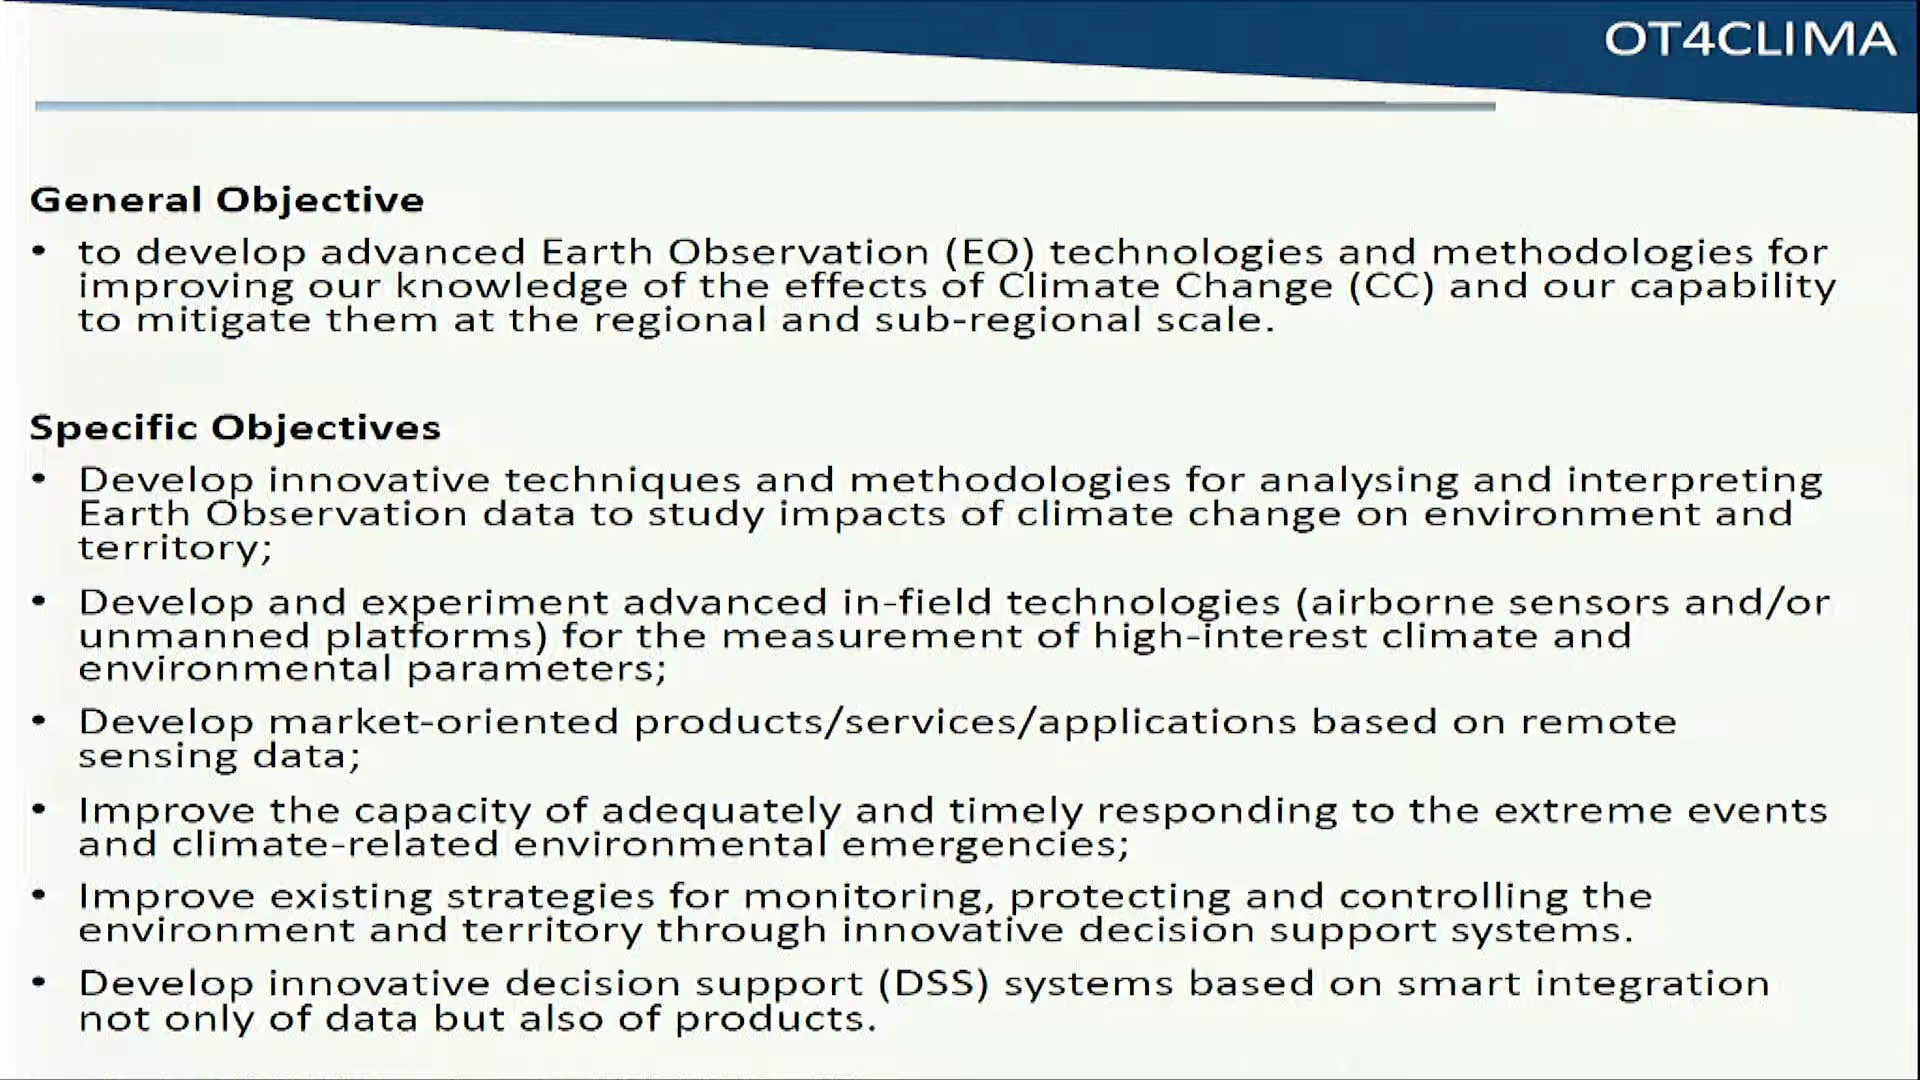 OT4CLIMA
General Objective
• to develop advanced Earth Observation (EO) technologies and methodologies for
improving our knowledge of the effects of Climate Change (CC) and our capability
to mitigate them at the regional and sub-regional scale.
Specific Objectives
• Develop innovative techniques and methodologies for analysing and interpreting
Earth Observation data to study impacts of climate change on environment and
territory;
• Develop and experiment advanced in-field technologies (airborne sensors and/or
unmanned platforms) for the measurement of high-interest climate and
environmental parameters;
• Develop market-oriented products/services/applications based on remote
sensing data;
• Improve the capacity of adequately and timely responding to the extreme events
and climate-related environmental emergencies;
• Improve existing strategies for monitoring, protecting and controlling the
environment and territory through innovative decision support systems.
• Develop innovative decision support (DSS) systems based on smart integration
not only of data but also of products.